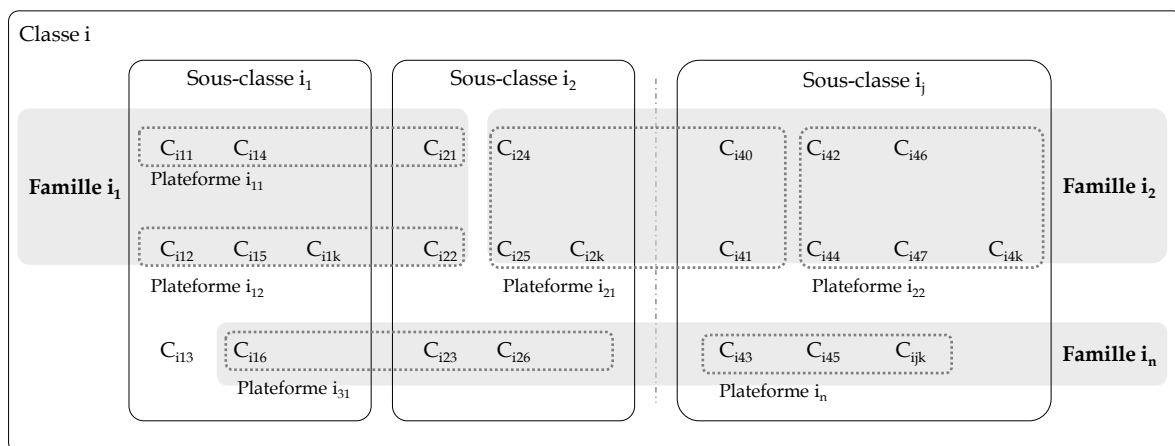 Classe i
Sous-classe i₁ Sous-classe i₂ Sous-classe iⱼ
Cᵢ₁₁ Cᵢ₁₄ Cᵢ₂₁ Cᵢ₂₄ Cᵢ₄₀ Cᵢ₄₂ Cᵢ₄₆
Plateforme i₁₁
Famille i₁ Famille i₂
Cᵢ₁₂ Cᵢ₁₅ Cᵢ₁ₖ Cᵢ₂₂ Cᵢ₂₅ Cᵢ₂ₖ Cᵢ₄₁ Cᵢ₄₄ Cᵢ₄₇ Cᵢ₄ₖ
Plateforme i₁₂ Plateforme i₂₁ Plateforme i₂₂
Cᵢ₁₃ Cᵢ₁₆ Cᵢ₂₃ Cᵢ₂₆ Cᵢ₄₃ Cᵢ₄₅ Cᵢⱼₖ Famille iₙ
Plateforme i₃₁ Plateforme iₙ